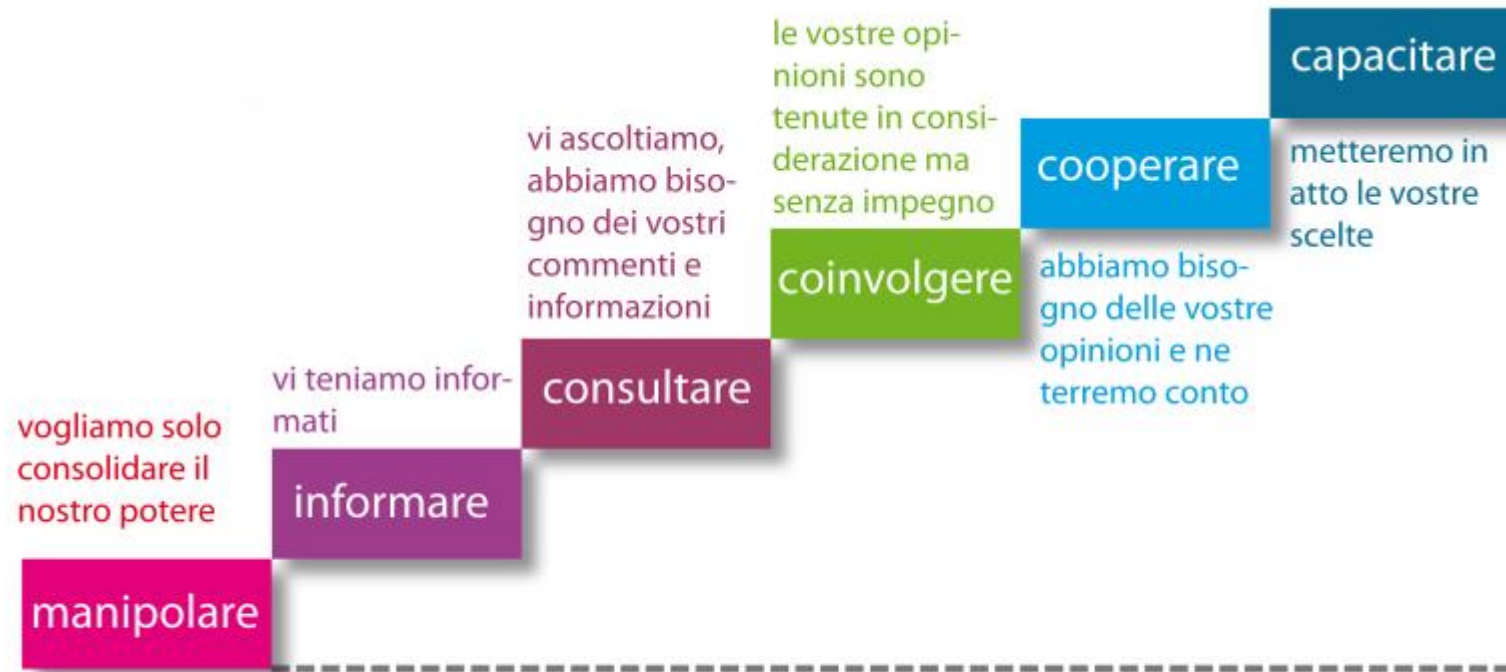 vogliamo solo
consolidare il
nostro potere
manipolare
vi teniamo infor-
mati
informare
vi ascoltiamo,
abbiamo biso-
gno dei vostri
commenti e
informazioni
consultare
le vostre opi-
nioni sono
tenute in consi-
derazione ma
senza impegno
coinvolgere
cooperare
abbiamo biso-
gno delle vostre
opinioni e ne
terremo conto
capacitare
metteremo in
atto le vostre
scelte